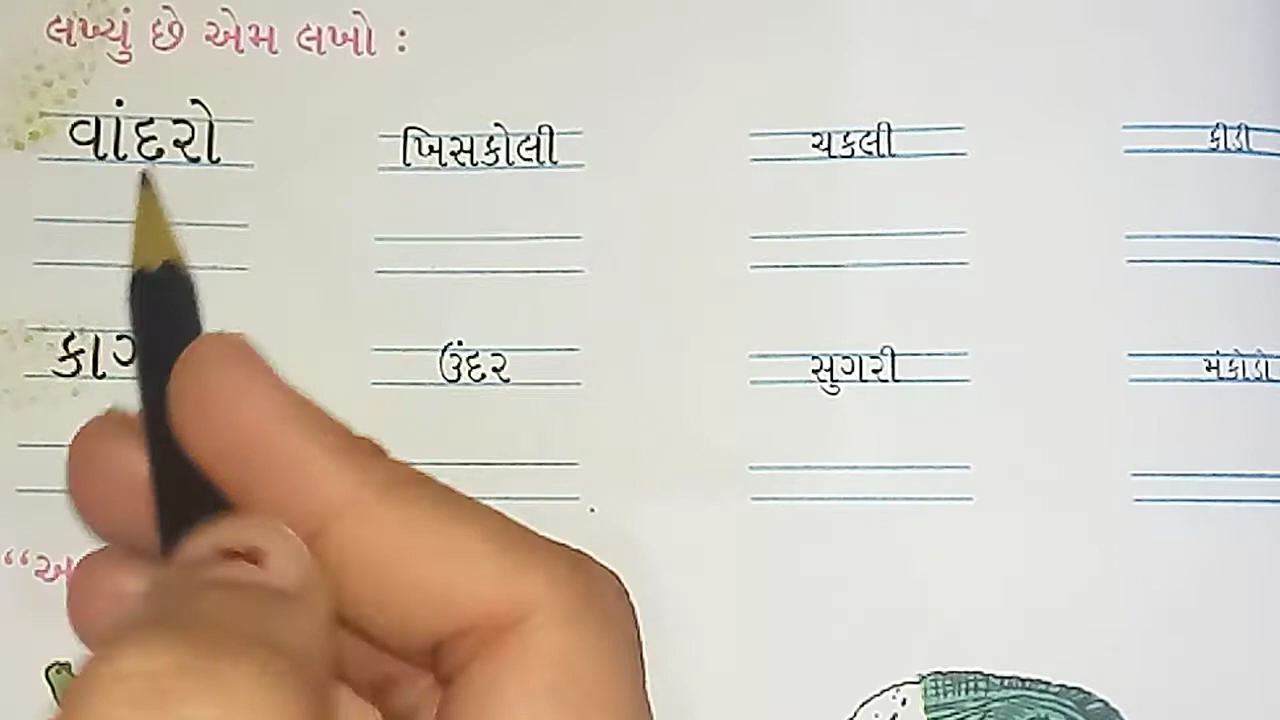 લખ્યું છે એમ લખો :
વાંદરો ખિસકોલી ચકલી કીડી
ઉંદર સુગરી મંકોડો